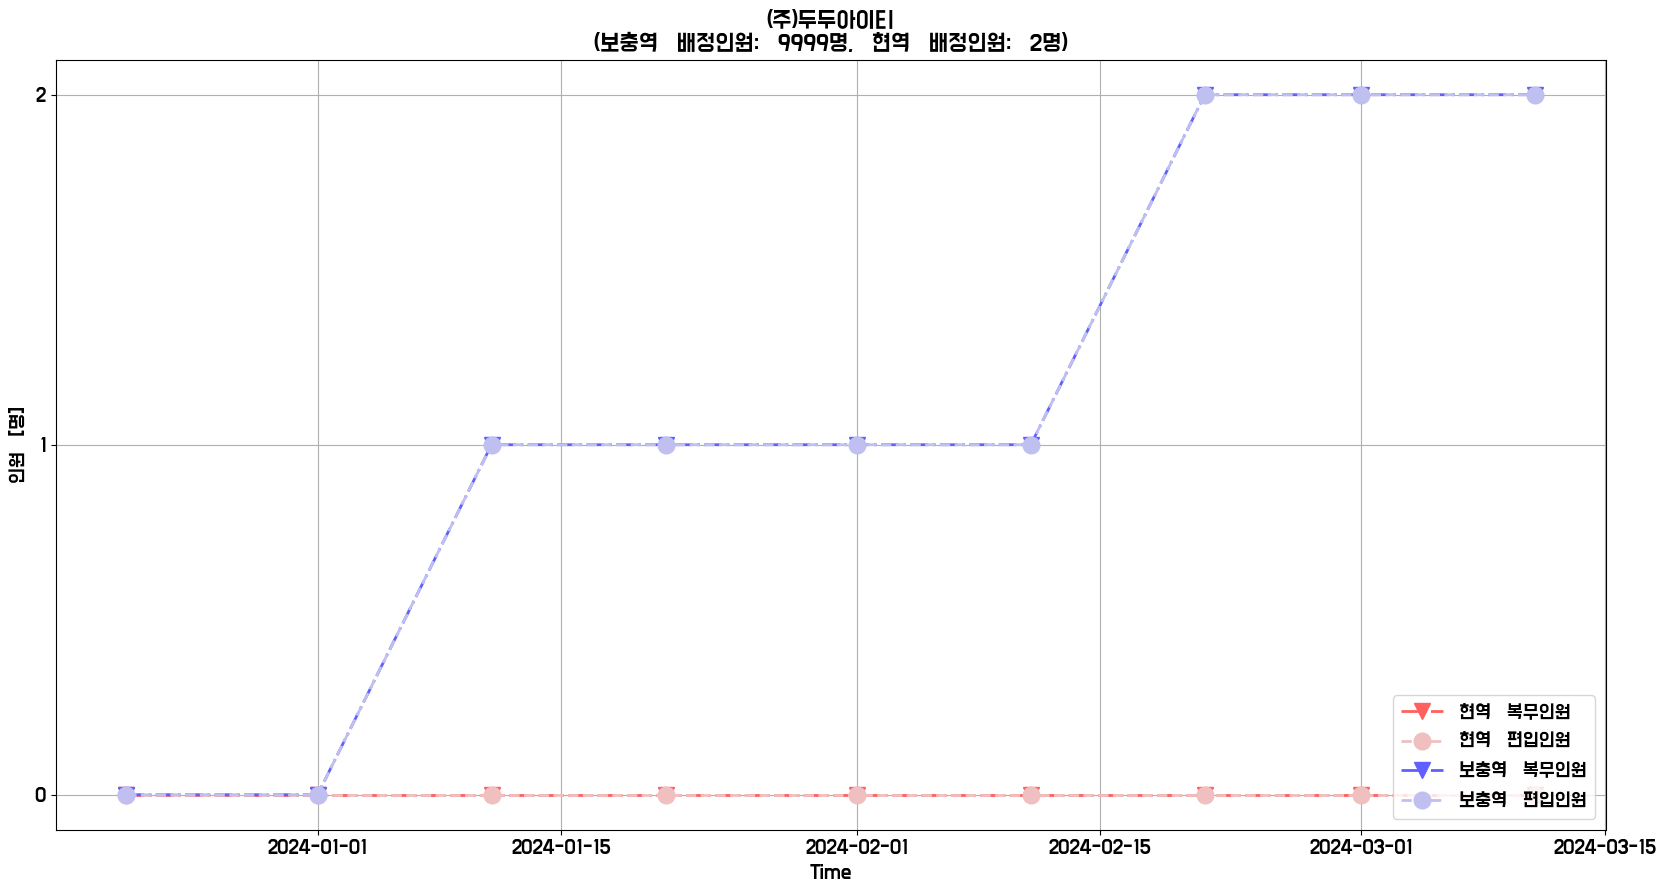 (주)두두아이티
(보충역 배정인원: 9999명, 현역 배정인원: 2명)
2
1
0
인원 [명]
현역 복무인원
현역 편입인원
보충역 복무인원
보충역 편입인원
2024-01-01 2024-01-15 2024-02-01 2024-02-15 2024-03-01 2024-03-15
Time